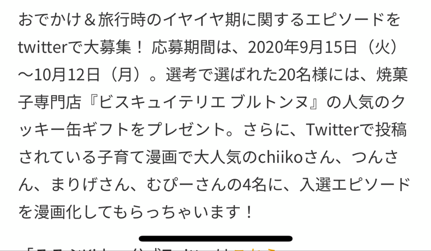 おでかけ＆旅行時のイヤイヤ期に関するエピソードを
twitterで大募集！ 応募期間は、2020年9月15日（火）
〜10月12日（月）。選考で選ばれた20名様には、焼菓
子専門店『ビスキュイテリエ ブルトンヌ』の人気のク
ッキー缶ギフトをプレゼント。さらに、Twitterで投稿
されている子育て漫画で大人気のchiikoさん、つんさ
ん、まりげさん、むぴーさんの4名に、入選エピソード
を漫画化してもらっちゃいます！